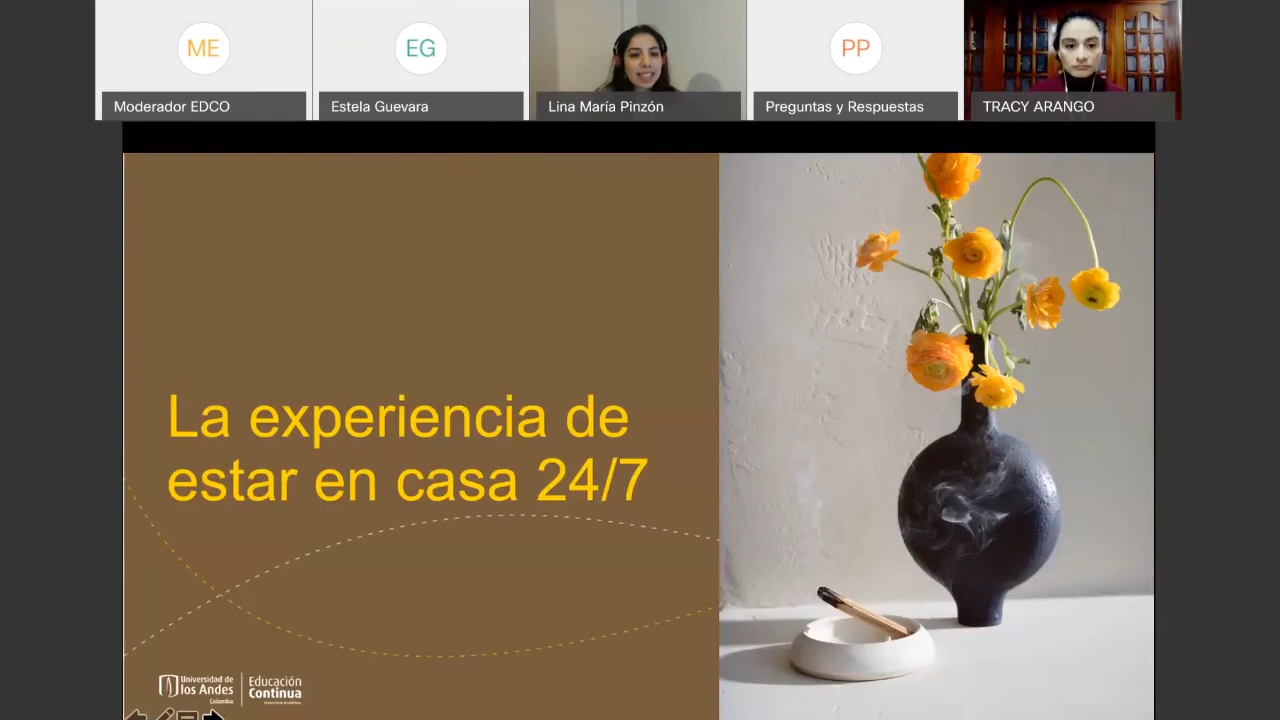 ME
EG
PP
Moderador EDCO
Estela Guevara
Lina María Pinzón
Preguntas y Respuestas
TRACY ARANGO
La experiencia de
estar en casa 24/7
Universidad de
los Andes
Colombia
Educación
Continua